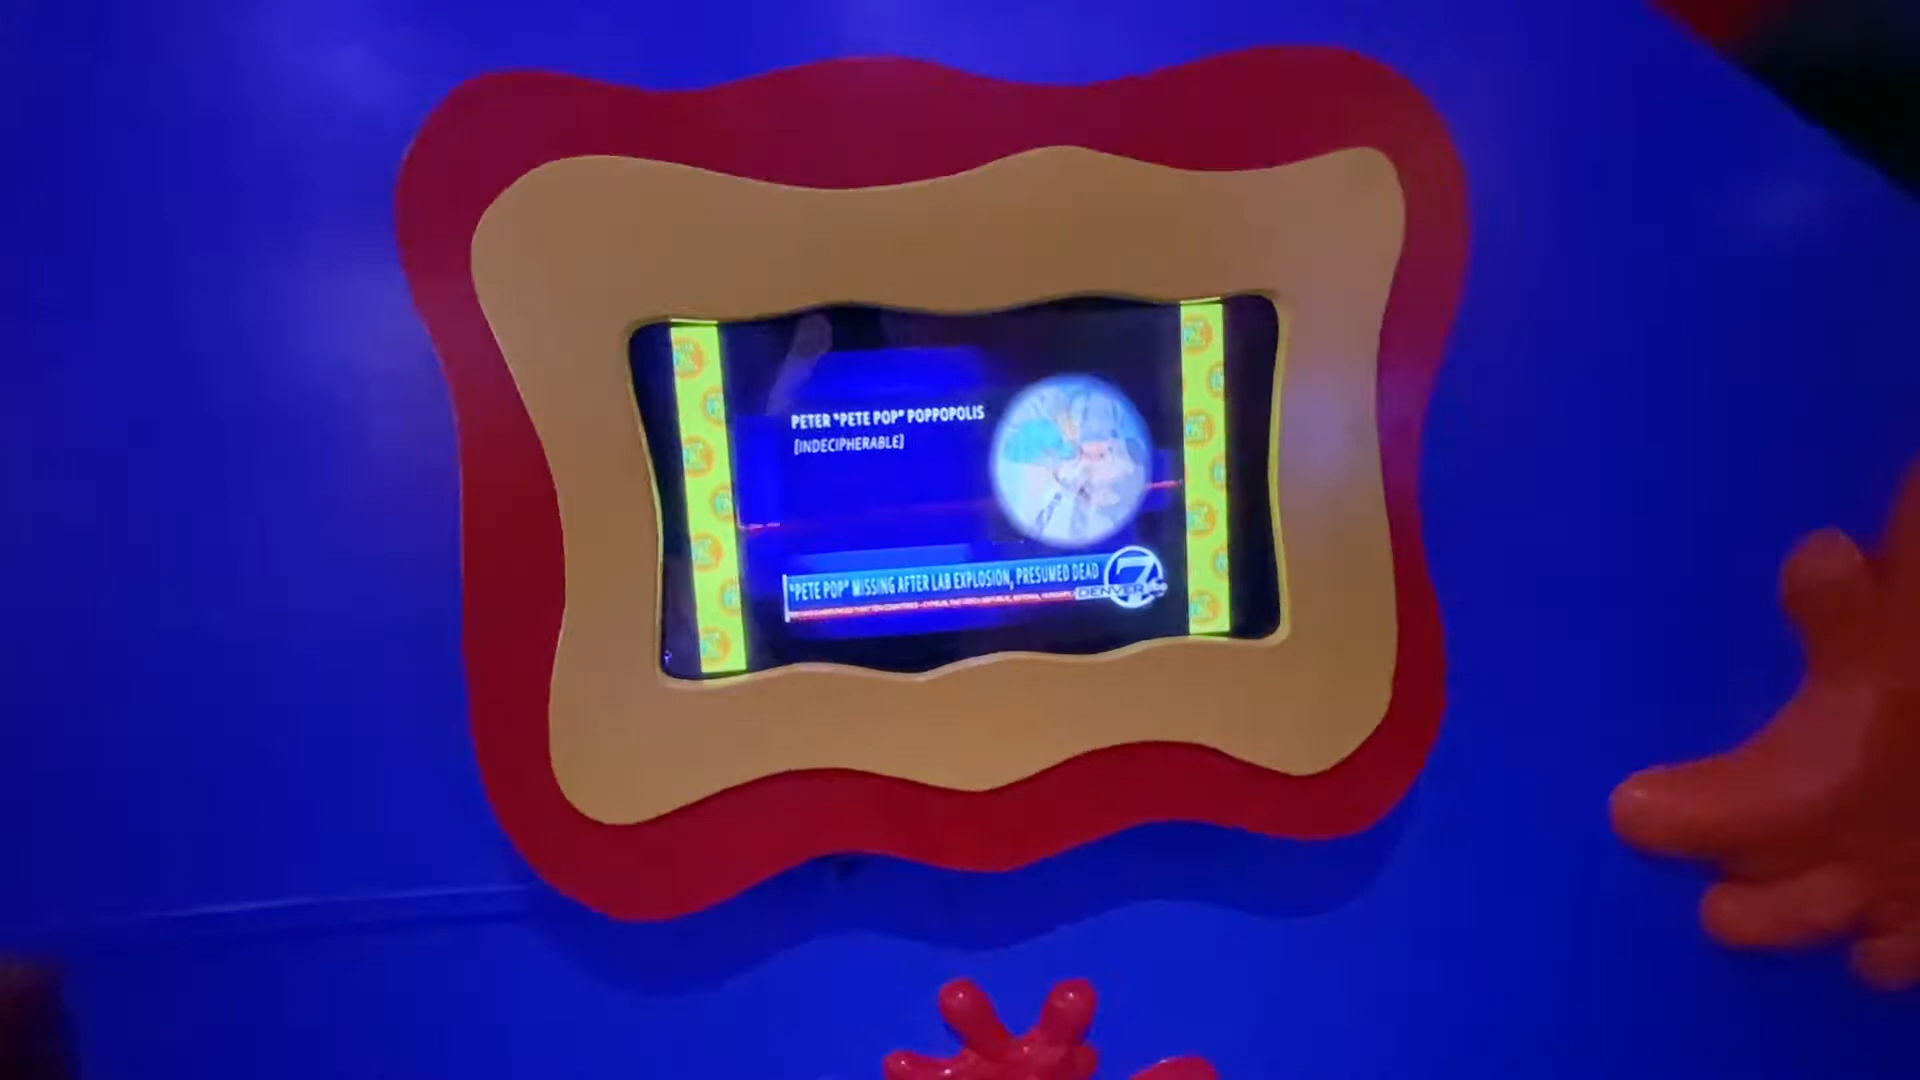 PETER "PETE POP" POPPOPOLIS
[INDECIPHERABLE]
"PETE POP" MISSING AFTER LAB EXPLOSION, PRESUMED DEAD
7
DENVER